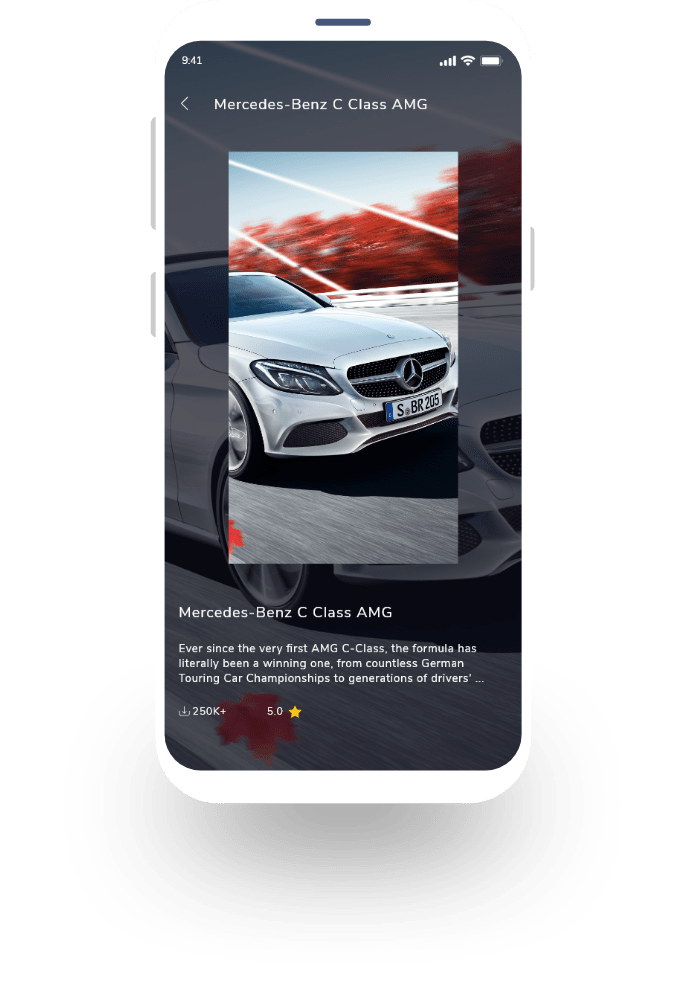 9:41
Mercedes-Benz C Class AMG
S BR 205
Mercedes-Benz C Class AMG
Ever since the very first AMG C-Class, the formula has
literally been a winning one, from countless German
Touring Car Championships to generations of drivers' ...
250K+ 5.0